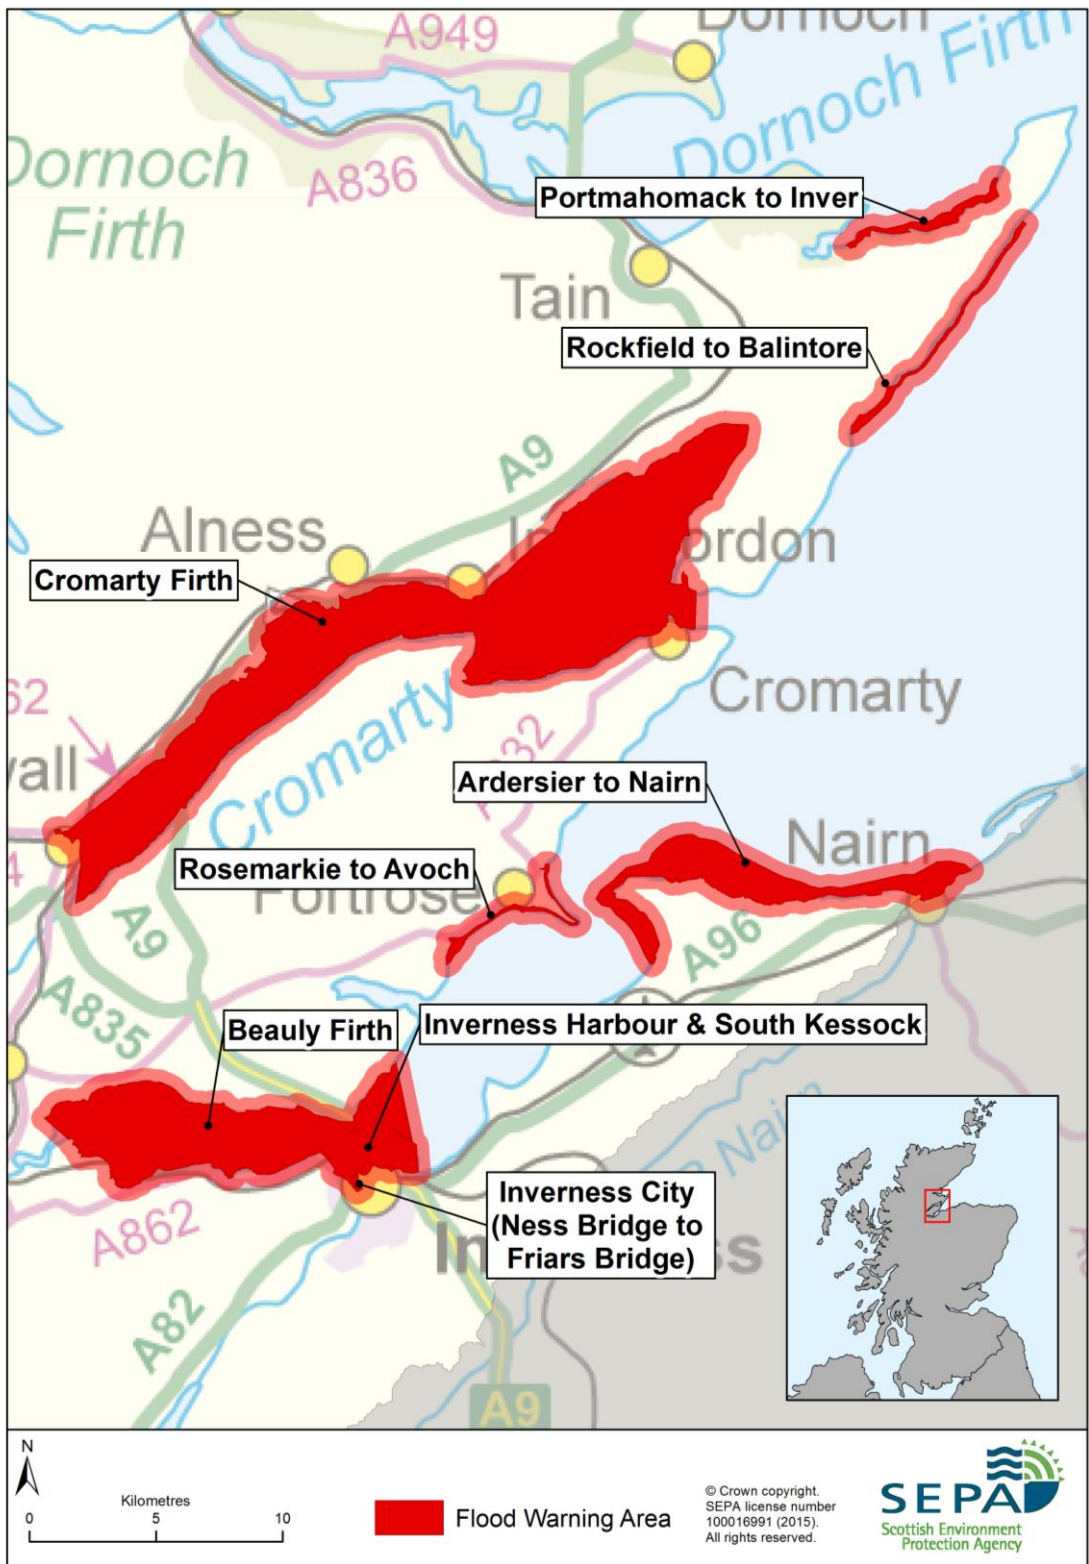 A949
Dornoch
Dornoch Firth
A836
Dornoch
Firth
Portmahomack to Inver
Tain
Rockfield to Balintore
A9
Alness
Cromarty Firth
Cromarty
Cromarty
Ardersier to Nairn
Nairn
Rosemarkie to Avoch
Fortrose
A9
A96
A835
Beauly Firth
Inverness Harbour & South Kessock
Nairn
A862
Inverness City
(Ness Bridge to
Friars Bridge)
A82
A9
N
Kilometres
0 5 10
Flood Warning Area
© Crown copyright.
SEPA license number
100016991 (2015).
All rights reserved.
SEPA
Scottish Environment
Protection Agency